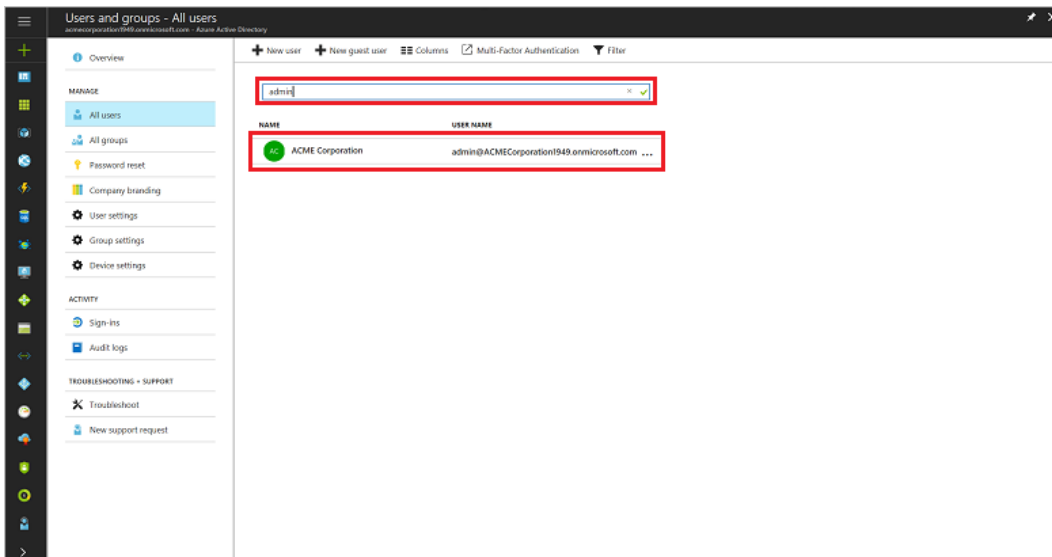 Users and groups - All users
acmecorporation1949.onmicrosoft.com - Azure Active Directory
New user New guest user Columns Multi-Factor Authentication Filter
Overview
MANAGE
All users
All groups
Password reset
Company branding
User settings
Group settings
Device settings
ACTIVITY
Sign-ins
Audit logs
TROUBLESHOOTING + SUPPORT
Troubleshoot
New support request
admin
NAME USER NAME
AC ACME Corporation admin@ACMECorporation1949.onmicrosoft.com ...